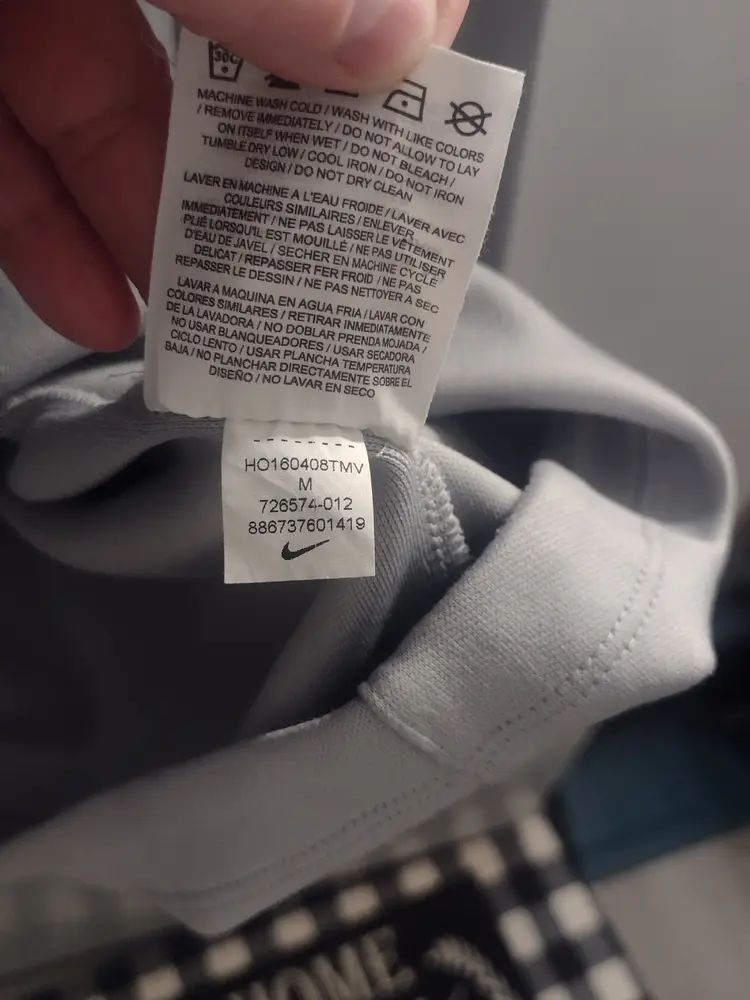 30C
MACHINE WASH COLD / WASH WITH LIKE COLORS
/ REMOVE IMMEDIATELY / DO NOT ALLOW TO LAY
ON ITSELF WHEN WET / DO NOT BLEACH /
TUMBLE DRY LOW / COOL IRON / DO NOT IRON
DESIGN / DO NOT DRY CLEAN
LAVER EN MACHINE A L'EAU FROIDE / LAVER AVEC
COULEURS SIMILAIRES / ENLEVER
IMMEDIATEMENT / NE PAS LAISSER LE VÊTEMENT
PLIÉ LORSQU'IL EST MOUILLÉ / NE PAS UTILISER
D'EAU DE JAVEL / SECHER EN MACHINE CYCLE
DELICAT / REPASSER FER FROID / NE PAS
REPASSER LE DESSIN / NE PAS NETTOYER A SEC
LAVAR A MAQUINA EN AGUA FRIA / LAVAR CON
COLORES SIMILARES / RETIRAR INMEDIATAMENTE
DE LA LAVADORA / NO DOBLAR PRENDA MOJADA /
NO USAR BLANQUEADORES / USAR SECADORA
CICLO LENTO / USAR PLANCHA TEMPERATURA
BAJA / NO PLANCHAR DIRECTAMENTE SOBRE EL
DISEÑO / NO LAVAR EN SECO
HO160408TMV
M
726574-012
886737601419
HOME